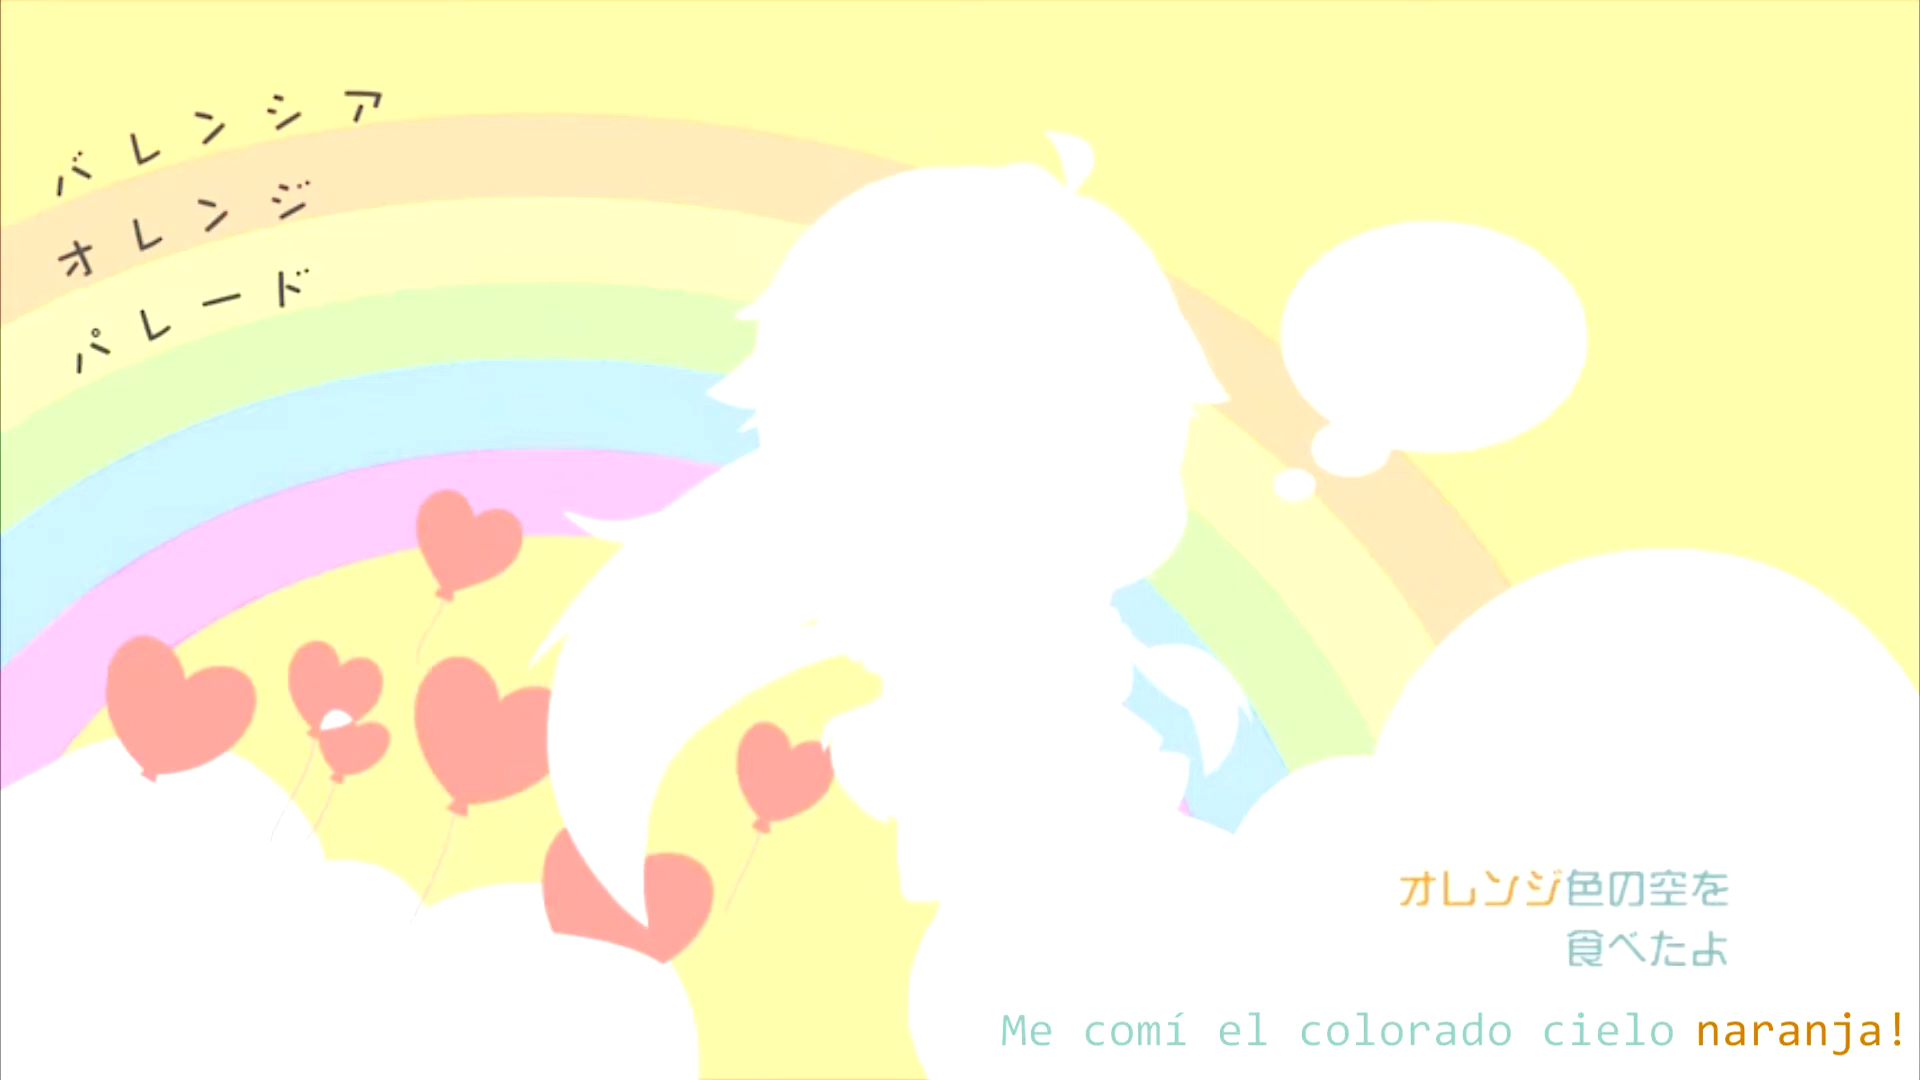 バレンシア
オレンジ
パレード
オレンジ色の空を
食べたよ
Me comí el colorado cielo naranja!